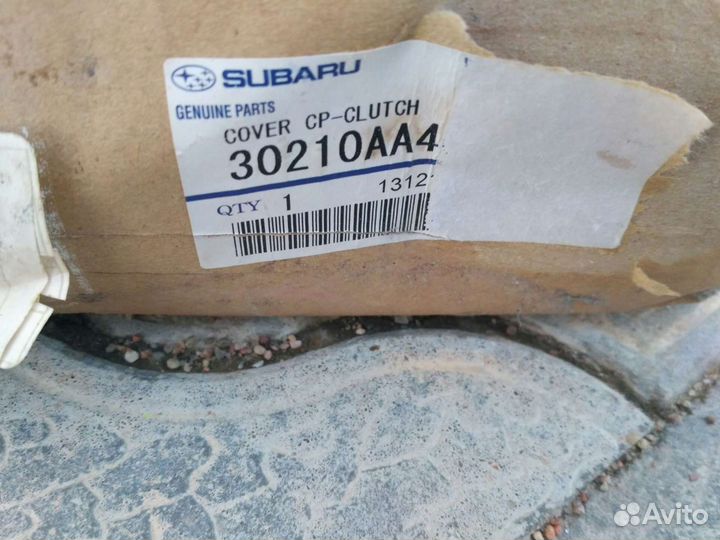 SUBARU
GENUINE PARTS
COVER CP-CLUTCH
30210AA4
1312
QTY 1
Avito